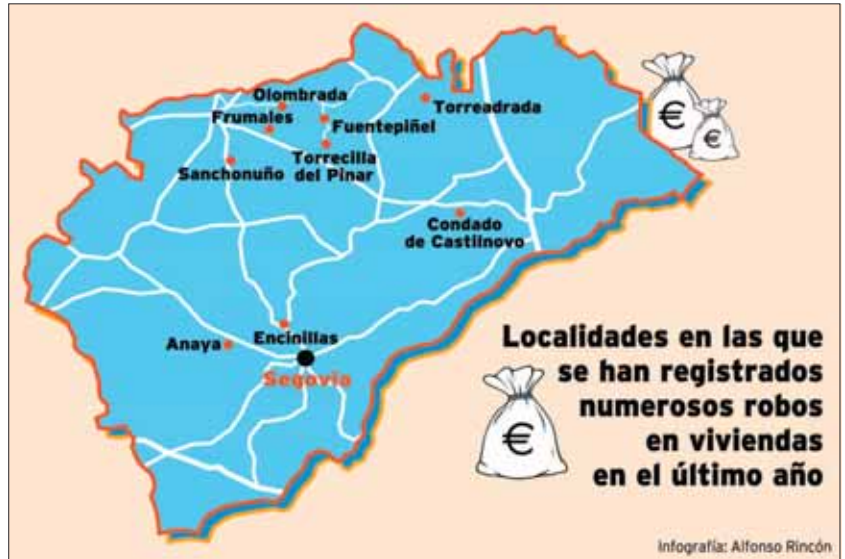 Olombrada
Frumales
Fuentepiñel
Torreadrada
Sanchonuño
Torrecilla
del Pinar
Condado
de Castilnovo
Encinillas
Anaya
Segovia
€
€
€
Localidades en las que
se han registrados
numerosos robos
en viviendas
en el último año
Infografía: Alfonso Rincón